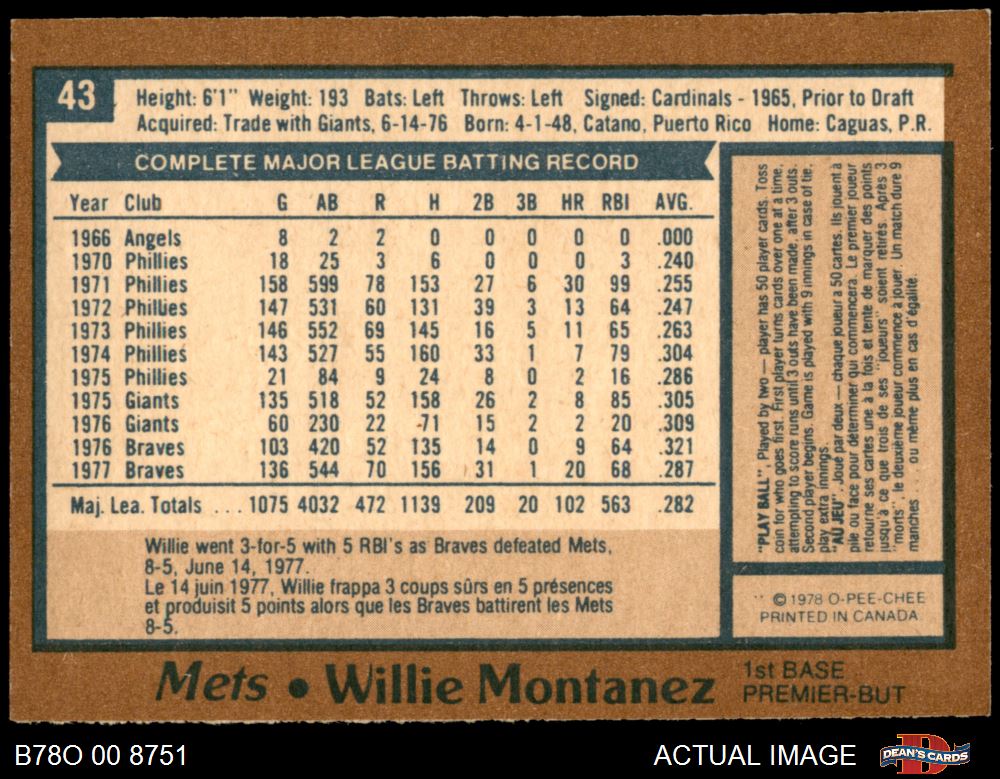 43
Height: 6'1" Weight: 193 Bats: Left Throws: Left Signed: Cardinals - 1965, Prior to Draft
Acquired: Trade with Giants, 6-14-76 Born: 4-1-48, Catano, Puerto Rico Home: Caguas, P.R.
COMPLETE MAJOR LEAGUE BATTING RECORD
Year Club G AB R H 2B 3B HR RBI AVG.
1966 Angels 8 2 2 0 0 0 0 0 .000
1970 Phillies 18 25 3 6 0 0 0 3 .240
1971 Phillies 158 599 78 153 27 6 30 99 .255
1972 Phillies 147 531 60 131 39 3 13 64 .247
1973 Phillies 146 552 69 145 16 5 11 65 .263
1974 Phillies 143 527 55 160 33 1 7 79 .304
1975 Phillies 21 84 9 24 8 0 2 16 .286
1975 Giants 135 518 52 158 26 2 8 85 .305
1976 Giants 60 230 22 -71 15 2 2 20 .309
1976 Braves 103 420 52 135 14 0 9 64 .321
1977 Braves 136 544 70 156 31 1 20 68 .287
Maj. Lea. Totals ... 1075 4032 472 1139 209 20 102 563 .282
Willie went 3-for-5 with 5 RBI's as Braves defeated Mets,
8-5, June 14, 1977.
Le 14 juin 1977, Willie frappa 3 coups sûrs en 5 présences
et produisit 5 points alors que les Braves battirent les Mets
8-5.
"PLAY BALL", Played by two — player has 50 player cards. Toss
coin for who goes first. First player turns cards over one at a time,
attempting to score runs until 3 outs have been made, after 3 outs
Second player begins. Game is played with 9 innings in case of tie,
play extra innings.
"AU JEU". Joué par deux — chaque joueur a 50 cartes. Ils jouent à
pile ou face pour déterminer qui commencera. Le premier joueur
retourne ses cartes une à la fois et tente de marquer des points
jusqu'à ce que trois de ses "joueurs" soient retirés. Après 3
"morts", le deuxième joueur commence à jouer. Un match dure 9
manches ... ou même plus en cas d'égalité.
© 1978 O-PEE-CHEE
PRINTED IN CANADA
Mets • Willie Montanez
1st BASE
PREMIER-BUT
B78O 00 8751
ACTUAL IMAGE
DEAN'S CARDS